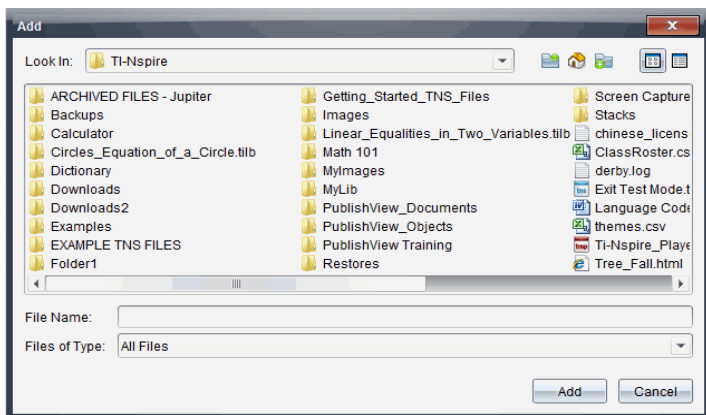 Add
Look In: TI-Nspire
ARCHIVED FILES - Jupiter
Backups
Calculator
Circles_Equation_of_a_Circle.tilb
Dictionary
Downloads
Downloads2
Examples
EXAMPLE TNS FILES
Folder1
Getting_Started_TNS_Files
Images
Linear_Equalities_in_Two_Variables.tilb
Math 101
MyImages
MyLib
PublishView_Documents
PublishView_Objects
PublishView Training
Restores
Screen Capture
Stacks
chinese_licens
ClassRoster.cs
derby.log
Exit Test Mode.t
Language Code
themes.csv
TI-Nspire_Playe
Tree_Fall.html
File Name:
Files of Type: All Files
Add Cancel